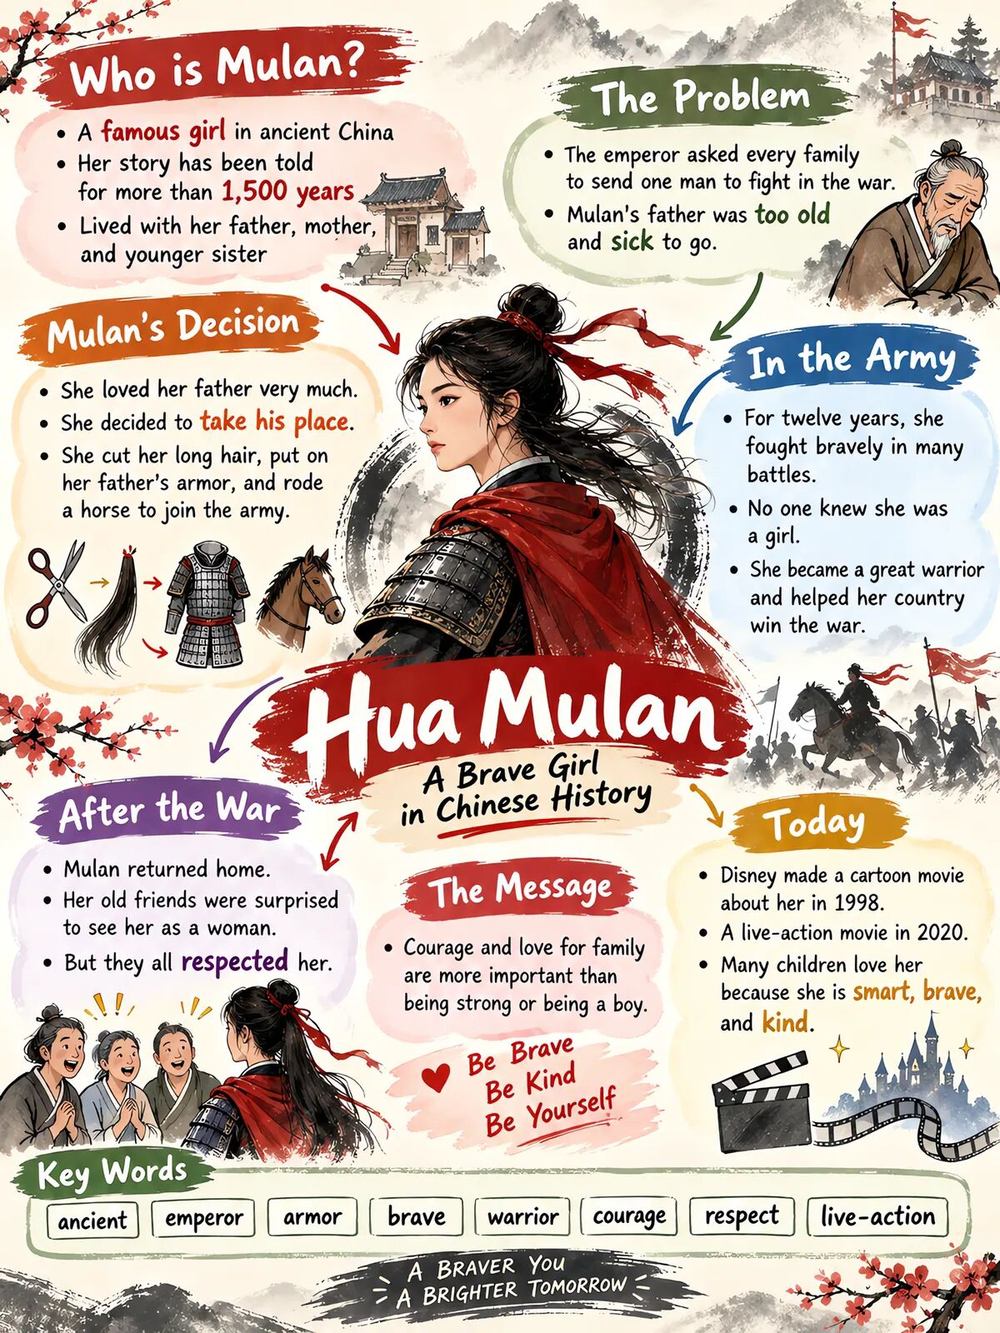 Who is Mulan?
• A famous girl in ancient China
• Her story has been told
for more than 1,500 years
• Lived with her father, mother,
and younger sister
The Problem
• The emperor asked every family
to send one man to fight in the war.
• Mulan's father was too old
and sick to go.
Mulan's Decision
• She loved her father very much.
• She decided to take his place.
• She cut her long hair, put on
her father's armor, and rode
a horse to join the army.
In the Army
• For twelve years, she
fought bravely in many
battles.
• No one knew she was
a girl.
• She became a great warrior
and helped her country
win the war.
Hua Mulan
A Brave Girl
in Chinese History
After the War
• Mulan returned home.
• Her old friends were surprised
to see her as a woman.
• But they all respected her.
The Message
• Courage and love for family
are more important than
being strong or being a boy.
Be Brave
Be Kind
Be Yourself
Today
• Disney made a cartoon movie
about her in 1998.
• A live-action movie in 2020.
• Many children love her
because she is smart, brave,
and kind.
Key Words
ancient emperor armor brave warrior courage respect live-action
A BRAVER YOU
A BRIGHTER TOMORROW